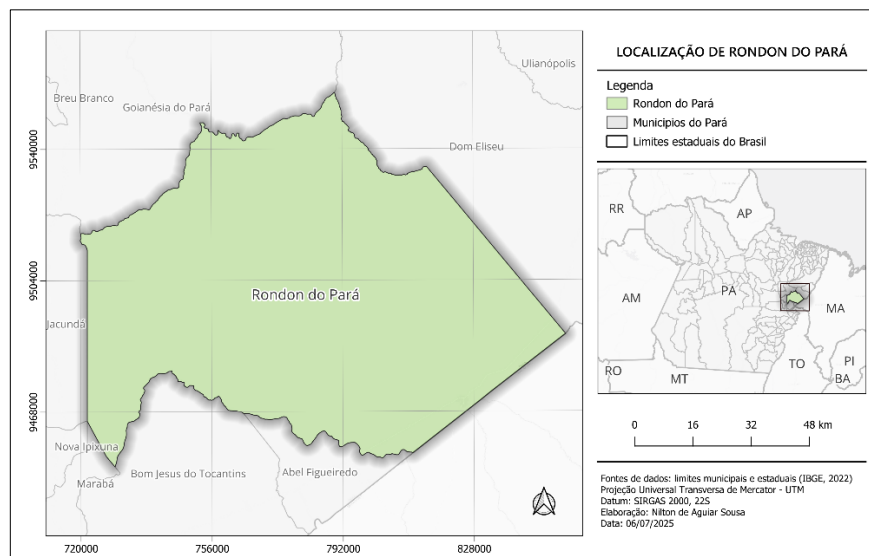 Ulianópolis
Breu Branco
Goianésia do Pará
Dom Eliseu
Rondon do Pará
Jacundá
Nova Ipixuna
Marabá
Bom Jesus do Tocantins
Abel Figueiredo
9540000
9504000
9468000
720000
756000
792000
828000
LOCALIZAÇÃO DE RONDON DO PARÁ
Legenda
Rondon do Pará
Municipios do Pará
Limites estaduais do Brasil
RR
AP
AM
PA
MA
PI
RO
MT
TO
BA
0 16 32 48 km
Fontes de dados: limites municipais e estaduais (IBGE, 2022)
Projeção Universal Transversa de Mercator - UTM
Datum: SIRGAS 2000, 22S
Elaboração: Nilton de Aguiar Sousa
Data: 06/07/2025